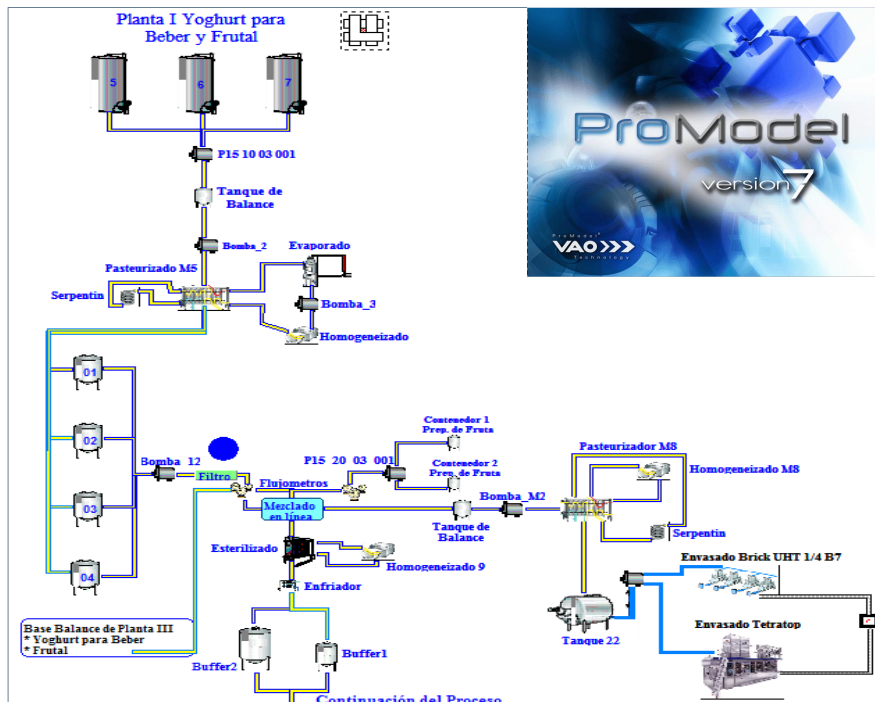 Planta I Yoghurt para
Beber y Frutal
5
6
7
P15 10 03 001
Tanque de
Balance
Bomba_2
Evaporado
Pasteurizado M5
Serpentin
Bomba_3
Homogeneizado
01
02
03
04
Bomba 12
Filtro
Flujometros
P15 20 03 001
Contenedor 1
Prep. de Fruta
Contenedor 2
Prep. de Fruta
Mezclado
en línea
Bomba_M2
Tanque de
Balance
Pasteurizador M8
Homogeneizado M8
Serpentin
Esterilizado
Homogeneizado 9
Enfriador
Envasado Brick UHT 1/4 B7
Envasado Tetratop
Tanque 22
Base Balance de Planta III
* Yoghurt para Beber
* Frutal
Buffer2
Buffer1
Continuación del Proceso
ProModel
version 7
ProModel
VAO >>>
Technology